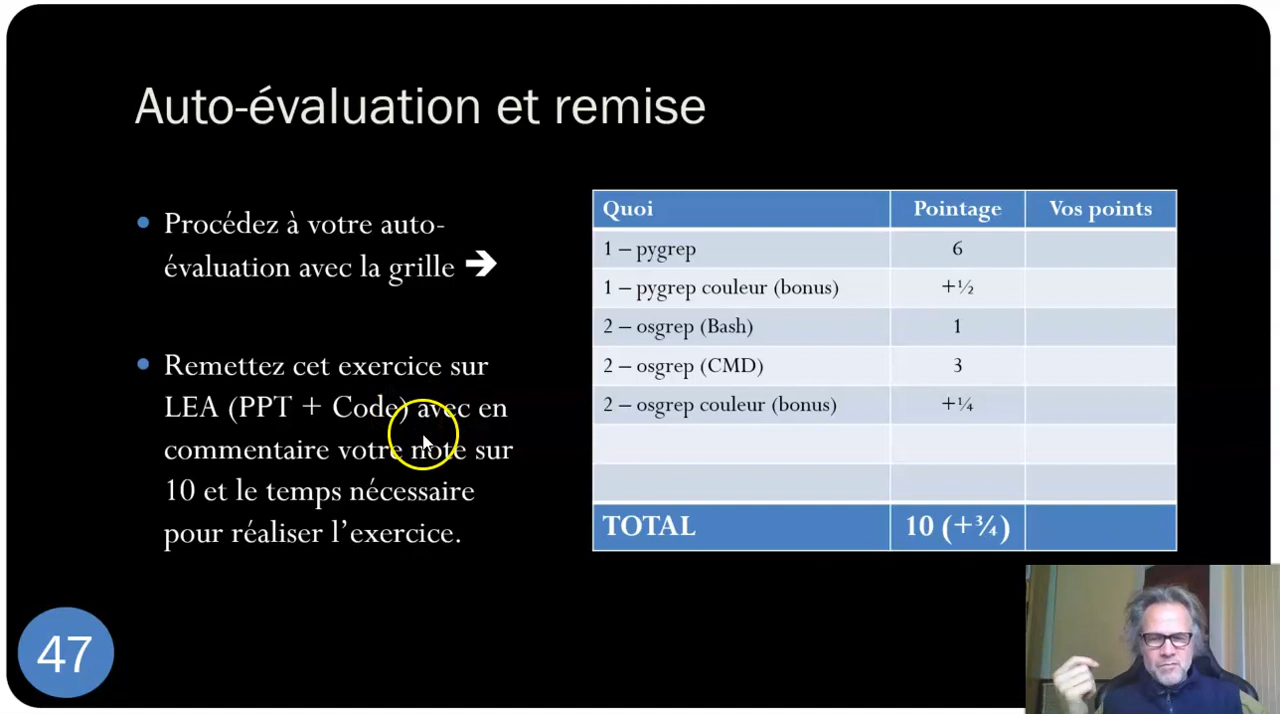 Auto-évaluation et remise
• Procédez à votre auto-
évaluation avec la grille ➔
• Remettez cet exercice sur
LEA (PPT + Code) avec en
commentaire votre note sur
10 et le temps nécessaire
pour réaliser l’exercice.
Quoi Pointage Vos points
1 – pygrep 6
1 – pygrep couleur (bonus) +½
2 – osgrep (Bash) 1
2 – osgrep (CMD) 3
2 – osgrep couleur (bonus) +¼
TOTAL 10 (+¾)
47